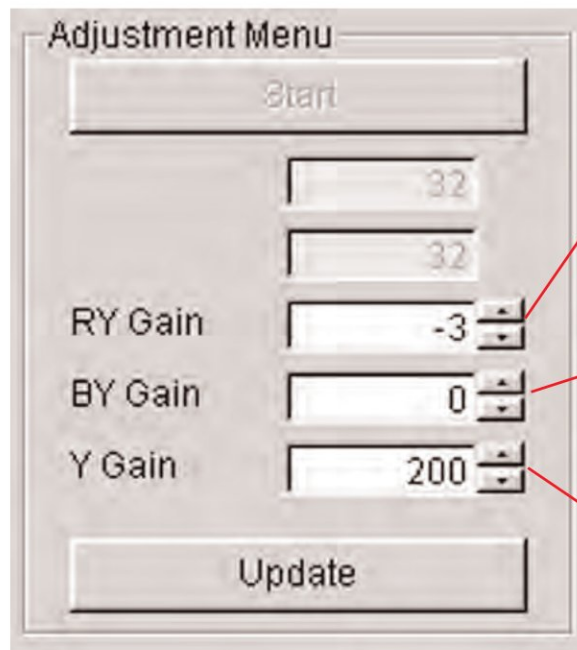 Adjustment Menu
Start
32
32
RY Gain -3
BY Gain 0
Y Gain 200
Update